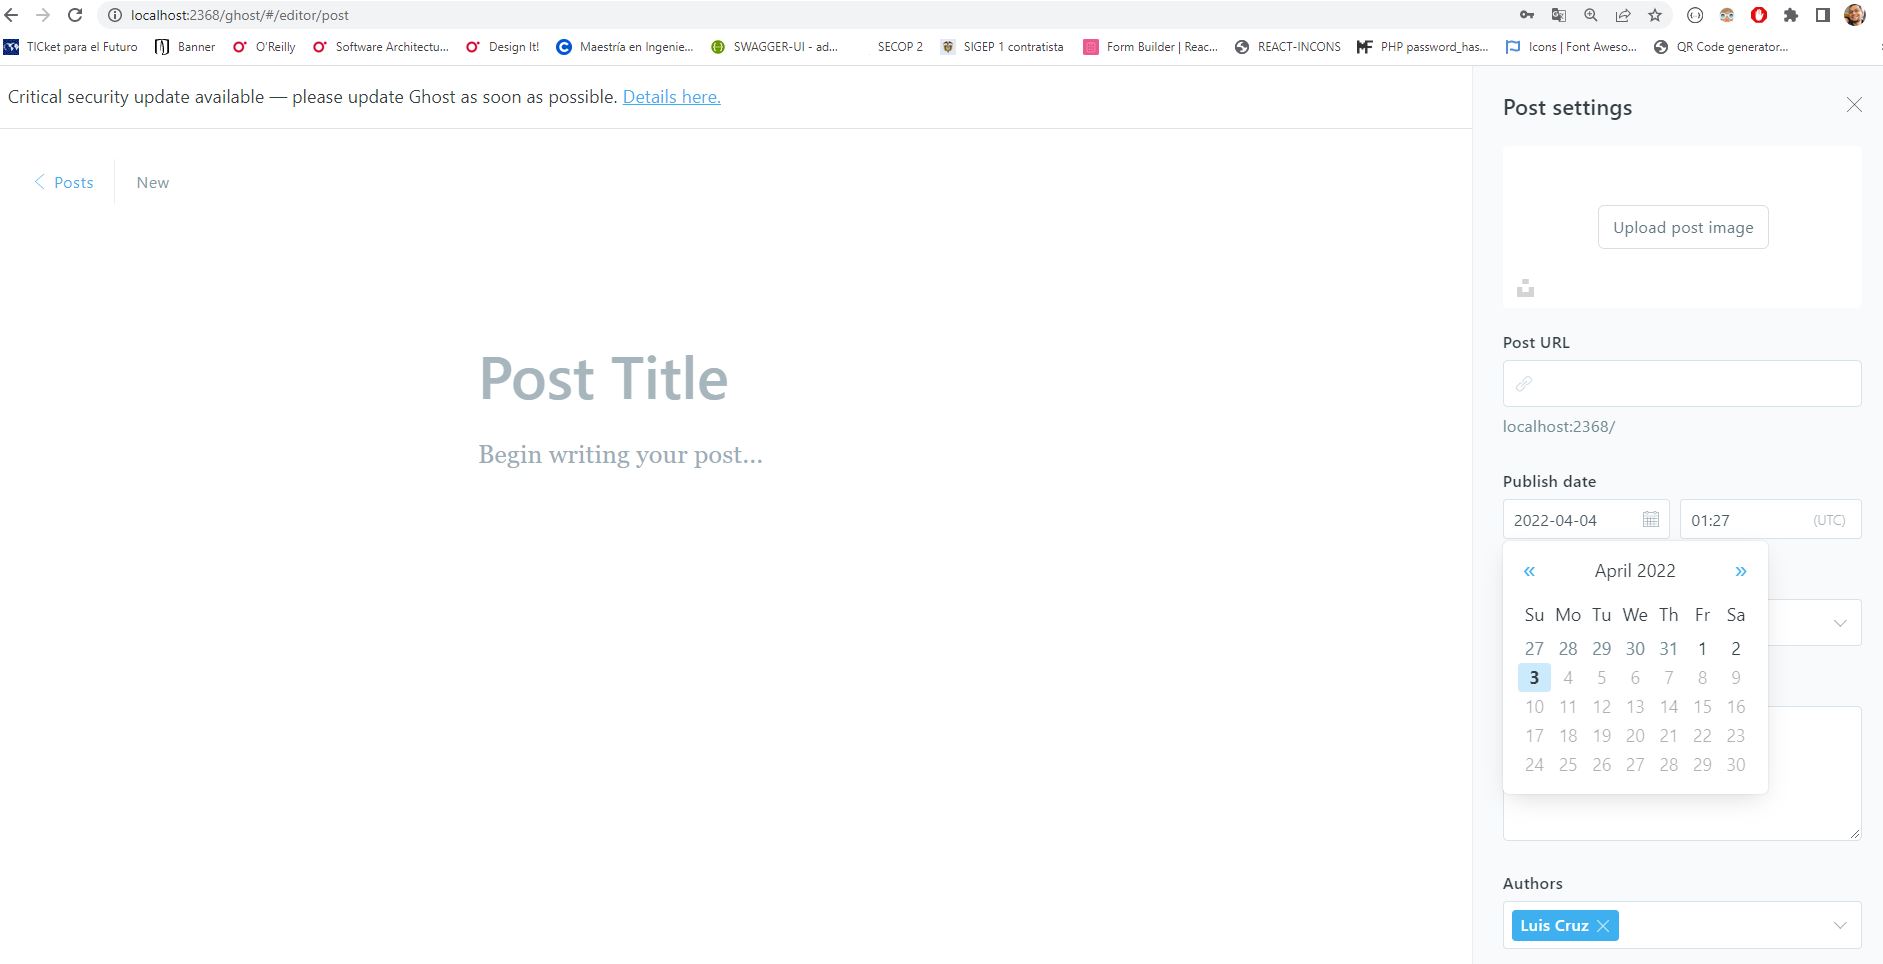 localhost:2368/ghost/#/editor/post
TICket para el Futuro
Banner
O'Reilly
Software Architectu...
Design It!
Maestría en Ingenie...
SWAGGER-UI - ad...
SECOP 2
SIGEP 1 contratista
Form Builder | Reac...
REACT-INCONS
PHP password_has...
Icons | Font Aweso...
QR Code generator...
Critical security update available — please update Ghost as soon as possible. Details here.
Posts
New
Post Title
Begin writing your post...
Post settings
Upload post image
Post URL
localhost:2368/
Publish date
2022-04-04
01:27 (UTC)
« April 2022 »
Su Mo Tu We Th Fr Sa
27 28 29 30 31 1 2
3 4 5 6 7 8 9
10 11 12 13 14 15 16
17 18 19 20 21 22 23
24 25 26 27 28 29 30
Authors
Luis Cruz